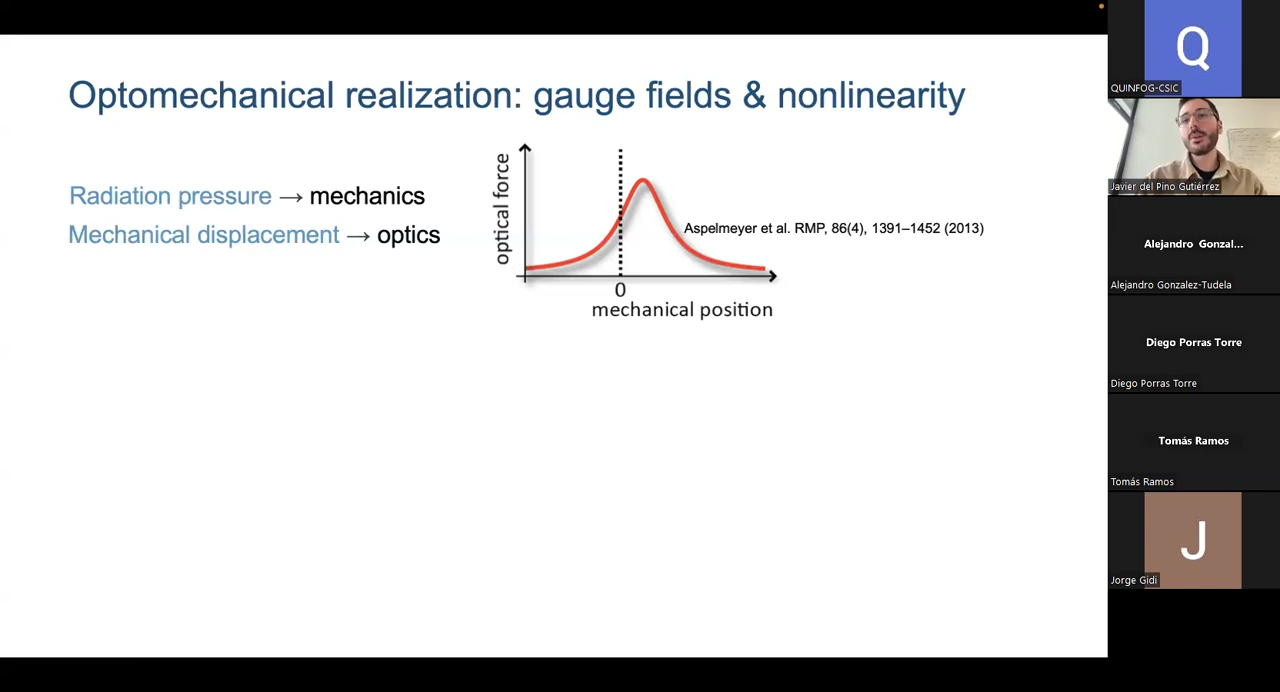 Optomechanical realization: gauge fields & nonlinearity
Radiation pressure → mechanics
Mechanical displacement → optics
optical force
Aspelmeyer et al. RMP, 86(4), 1391–1452 (2013)
0
mechanical position
Q
QUINFOG-CSIC
Javier del Pino Gutiérrez
Alejandro Gonzal...
Alejandro Gonzalez-Tudela
Diego Porras Torre
Diego Porras Torre
Tomás Ramos
Tomás Ramos
J
Jorge Gidi